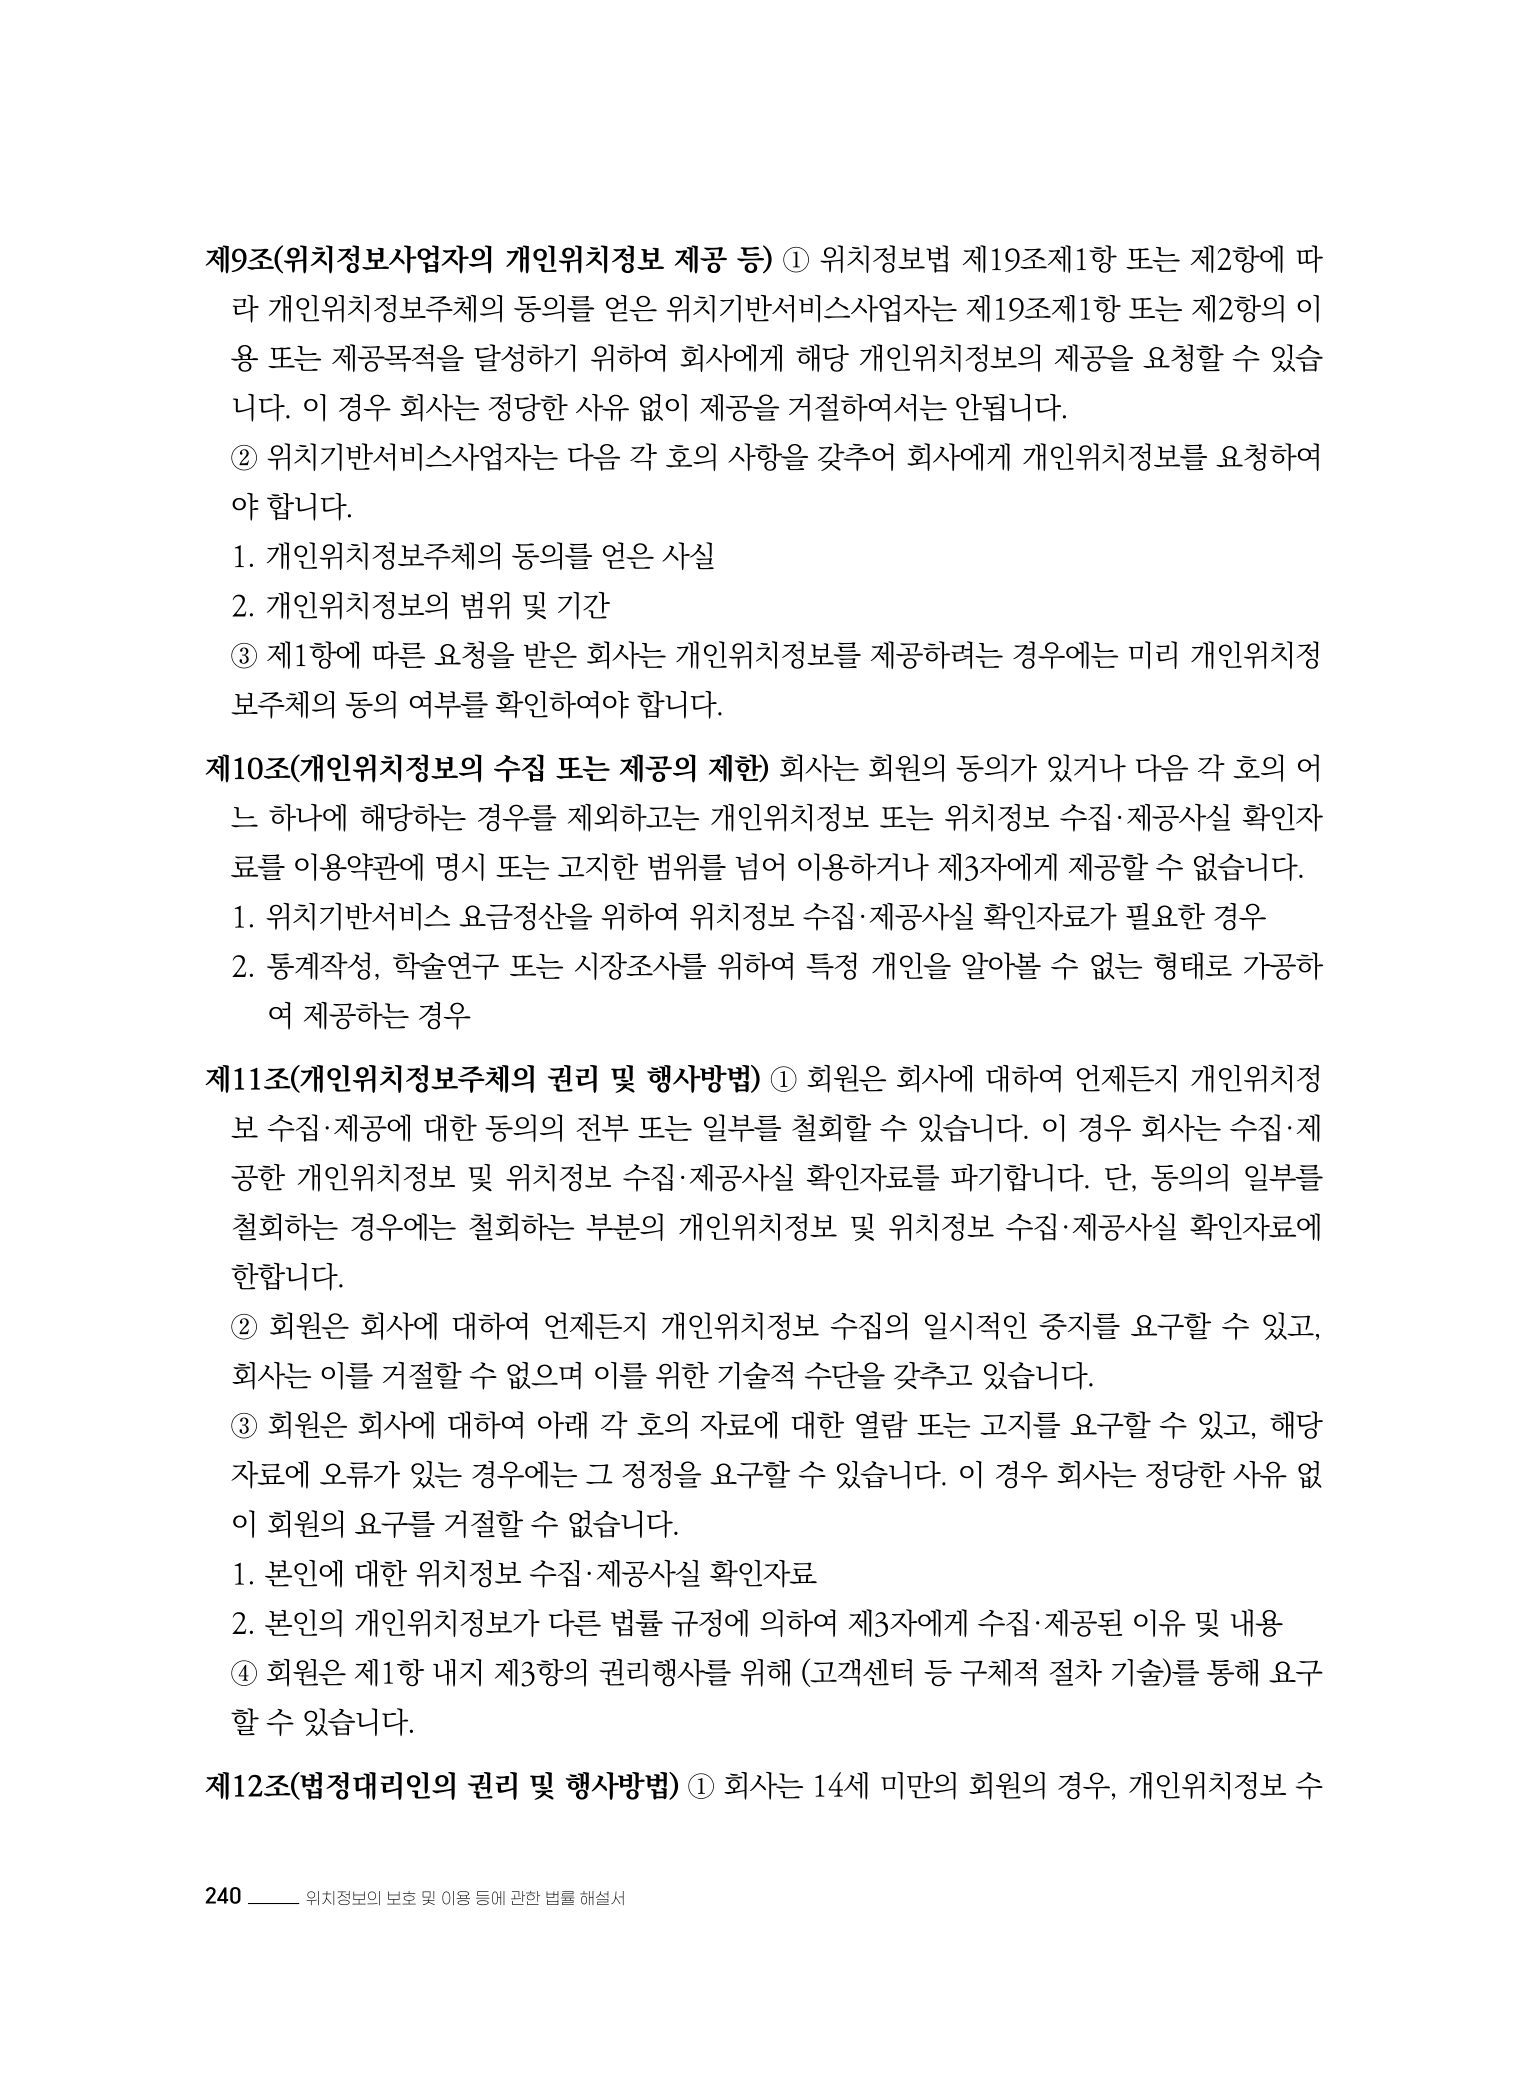 제9조(위치정보사업자의 개인위치정보 제공 등) ① 위치정보법 제19조제1항 또는 제2항에 따
라 개인위치정보주체의 동의를 얻은 위치기반서비스사업자는 제19조제1항 또는 제2항의 이
용 또는 제공목적을 달성하기 위하여 회사에게 해당 개인위치정보의 제공을 요청할 수 있습
니다. 이 경우 회사는 정당한 사유 없이 제공을 거절하여서는 안됩니다.
② 위치기반서비스사업자는 다음 각 호의 사항을 갖추어 회사에게 개인위치정보를 요청하여
야 합니다.
1. 개인위치정보주체의 동의를 얻은 사실
2. 개인위치정보의 범위 및 기간
③ 제1항에 따른 요청을 받은 회사는 개인위치정보를 제공하려는 경우에는 미리 개인위치정
보주체의 동의 여부를 확인하여야 합니다.
제10조(개인위치정보의 수집 또는 제공의 제한) 회사는 회원의 동의가 있거나 다음 각 호의 어
느 하나에 해당하는 경우를 제외하고는 개인위치정보 또는 위치정보 수집·제공사실 확인자
료를 이용약관에 명시 또는 고지한 범위를 넘어 이용하거나 제3자에게 제공할 수 없습니다.
1. 위치기반서비스 요금정산을 위하여 위치정보 수집·제공사실 확인자료가 필요한 경우
2. 통계작성, 학술연구 또는 시장조사를 위하여 특정 개인을 알아볼 수 없는 형태로 가공하
여 제공하는 경우
제11조(개인위치정보주체의 권리 및 행사방법) ① 회원은 회사에 대하여 언제든지 개인위치정
보 수집·제공에 대한 동의의 전부 또는 일부를 철회할 수 있습니다. 이 경우 회사는 수집·제
공한 개인위치정보 및 위치정보 수집·제공사실 확인자료를 파기합니다. 단, 동의의 일부를
철회하는 경우에는 철회하는 부분의 개인위치정보 및 위치정보 수집·제공사실 확인자료에
한합니다.
② 회원은 회사에 대하여 언제든지 개인위치정보 수집의 일시적인 중지를 요구할 수 있고,
회사는 이를 거절할 수 없으며 이를 위한 기술적 수단을 갖추고 있습니다.
③ 회원은 회사에 대하여 아래 각 호의 자료에 대한 열람 또는 고지를 요구할 수 있고, 해당
자료에 오류가 있는 경우에는 그 정정을 요구할 수 있습니다. 이 경우 회사는 정당한 사유 없
이 회원의 요구를 거절할 수 없습니다.
1. 본인에 대한 위치정보 수집·제공사실 확인자료
2. 본인의 개인위치정보가 다른 법률 규정에 의하여 제3자에게 수집·제공된 이유 및 내용
④ 회원은 제1항 내지 제3항의 권리행사를 위해 (고객센터 등 구체적 절차 기술)를 통해 요구
할 수 있습니다.
제12조(법정대리인의 권리 및 행사방법) ① 회사는 14세 미만의 회원의 경우, 개인위치정보 수
240 위치정보의 보호 및 이용 등에 관한 법률 해설서